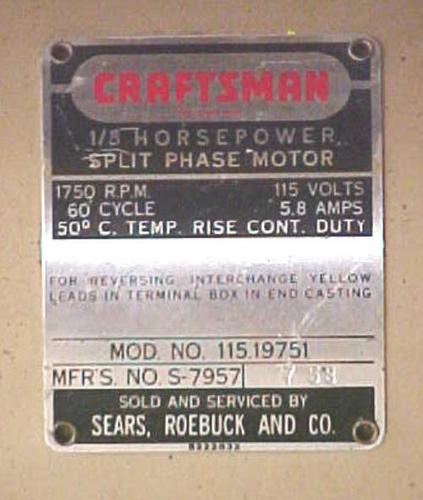 CRAFTSMAN
HORSEPOWER
SPLIT PHASE MOTOR
1750 R.P.M. 115 VOLTS
60 CYCLE 5.8 AMPS
50° C. TEMP. RISE CONT. DUTY
FOR REVERSING INTERCHANGE YELLOW
LEADS IN TERMINAL BOX IN END CASTING
MOD. NO. 115.19751
MFR'S. NO. S-7957
SOLD AND SERVICED BY
SEARS, ROEBUCK AND CO.